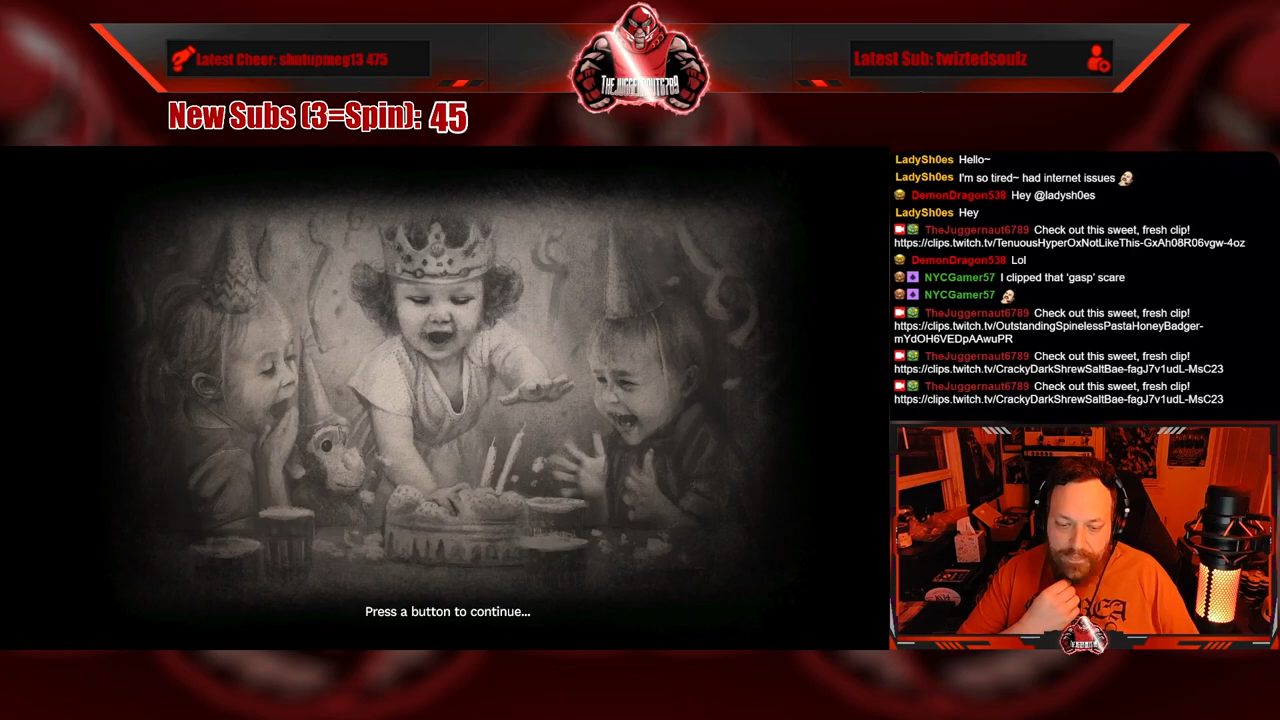 Latest Cheer: shutupmeg13 475
THEJUGGERNAUT6789
Latest Sub: twiztedsoulz
New Subs (3=Spin): 45
LadySh0es Hello~
LadySh0es I'm so tired~ had internet issues
DemonDragon538 Hey @ladysh0es
LadySh0es Hey
TheJuggernaut6789 Check out this sweet, fresh clip!
https://clips.twitch.tv/TenuousHyperOxNotLikeThis-GxAh08R06vgw-4oz
DemonDragon538 Lol
NYCGamer57 I clipped that 'gasp' scare
NYCGamer57
TheJuggernaut6789 Check out this sweet, fresh clip!
https://clips.twitch.tv/OutstandingSpinelessPastaHoneyBadger-
mYdOH6VEDpAAwuPR
TheJuggernaut6789 Check out this sweet, fresh clip!
https://clips.twitch.tv/CrackyDarkShrewSaltBae-fagJ7v1udL-MsC23
TheJuggernaut6789 Check out this sweet, fresh clip!
https://clips.twitch.tv/CrackyDarkShrewSaltBae-fagJ7v1udL-MsC23
Press a button to continue...